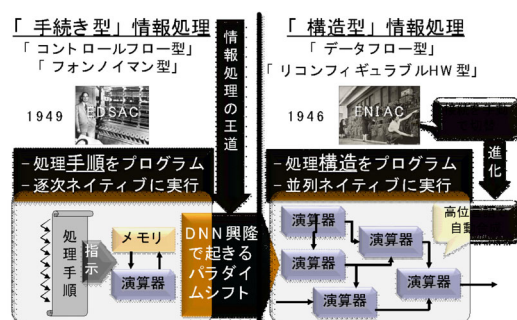 「手続き型」情報処理
「コントロールフロー型」
「フォンノイマン型」
1949
EDSAC
-処理手順をプログラム
-逐次ネイティブに実行
処理手順
指示
メモリ
演算器
情報処理の王道
DNN興隆
で起きる
パラダイ
ムシフト
「構造型」情報処理
「データフロー型」
「リコンフィギュラブルHW型」
1946
ENIAC
進化
-処理構造をプログラム
-並列ネイティブに実行
演算器
演算器
演算器
演算器
演算器
高位
自動